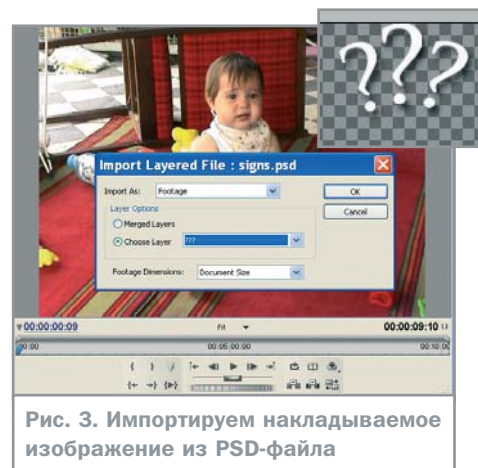 ???
Import Layered File : signs.psd
Import As: Footage
OK
Layer Options
Cancel
Merged Layers
Choose Layer ???
Footage Dimensions: Document Size
00:00:00:09 Fit 00:00:09:10
00:00 00:05:00:00 00:10:0
Рис. 3. Импортируем накладываемое
изображение из PSD-файла